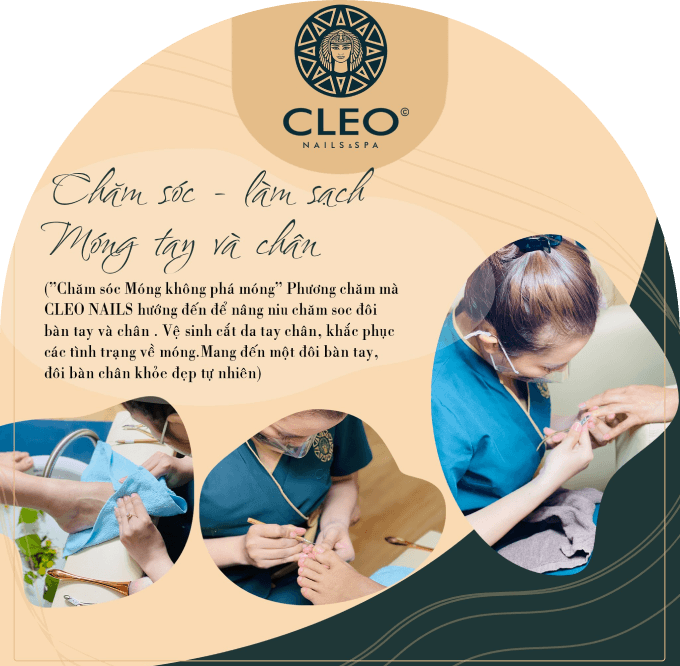 CLEO©
NAILS & SPA
Chăm sóc - làm sạch
Móng tay và chân
("Chăm sóc Móng không phá móng" Phương chăm mà
CLEO NAILS hướng đến để nâng niu chăm soc đôi
bàn tay và chân . Vệ sinh cắt da tay chân, khắc phục
các tình trạng về móng.Mang đến một đôi bàn tay,
đôi bàn chân khỏe đẹp tự nhiên)